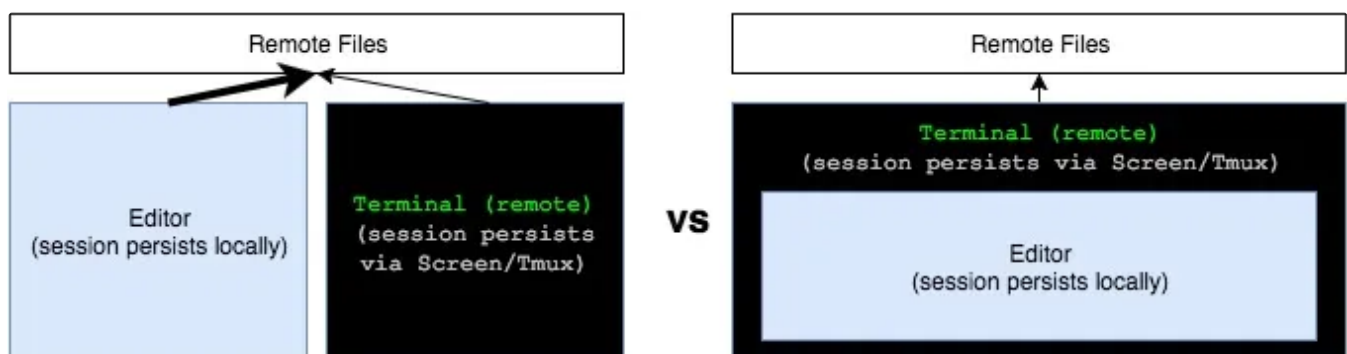 Remote Files
Editor
(session persists locally)
Terminal (remote)
(session persists
via Screen/Tmux)
vs
Remote Files
Terminal (remote)
(session persists via Screen/Tmux)
Editor
(session persists locally)